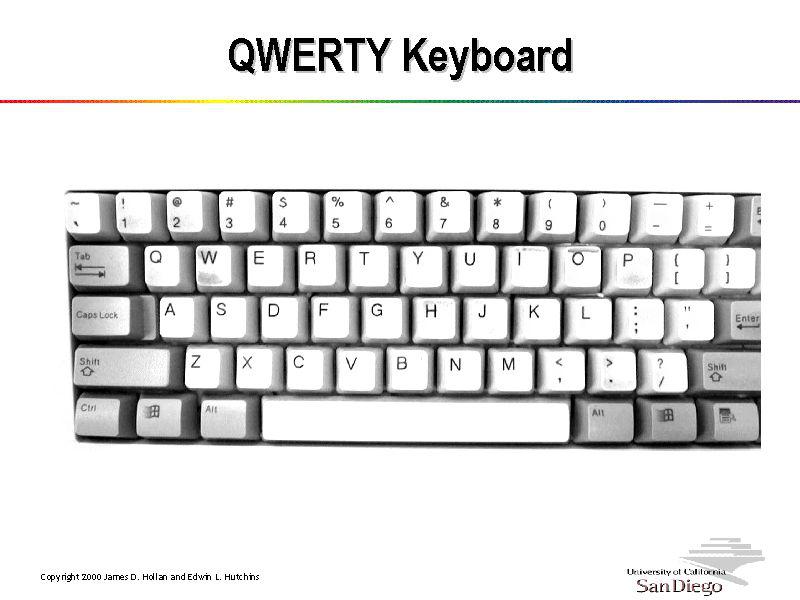 QWERTY Keyboard
~ ! @ # $ % ^ & * ( ) — +
` 1 2 3 4 5 6 7 8 9 0 - =
Tab Q W E R T Y U I O P { }
[ ]
Caps Lock A S D F G H J K L : " Enter
; '
Shift Z X C V B N M < > ? Shift
, . /
Ctrl Alt Alt
Copyright 2000 James D. Hollan and Edwin L. Hutchins
University of California
San Diego